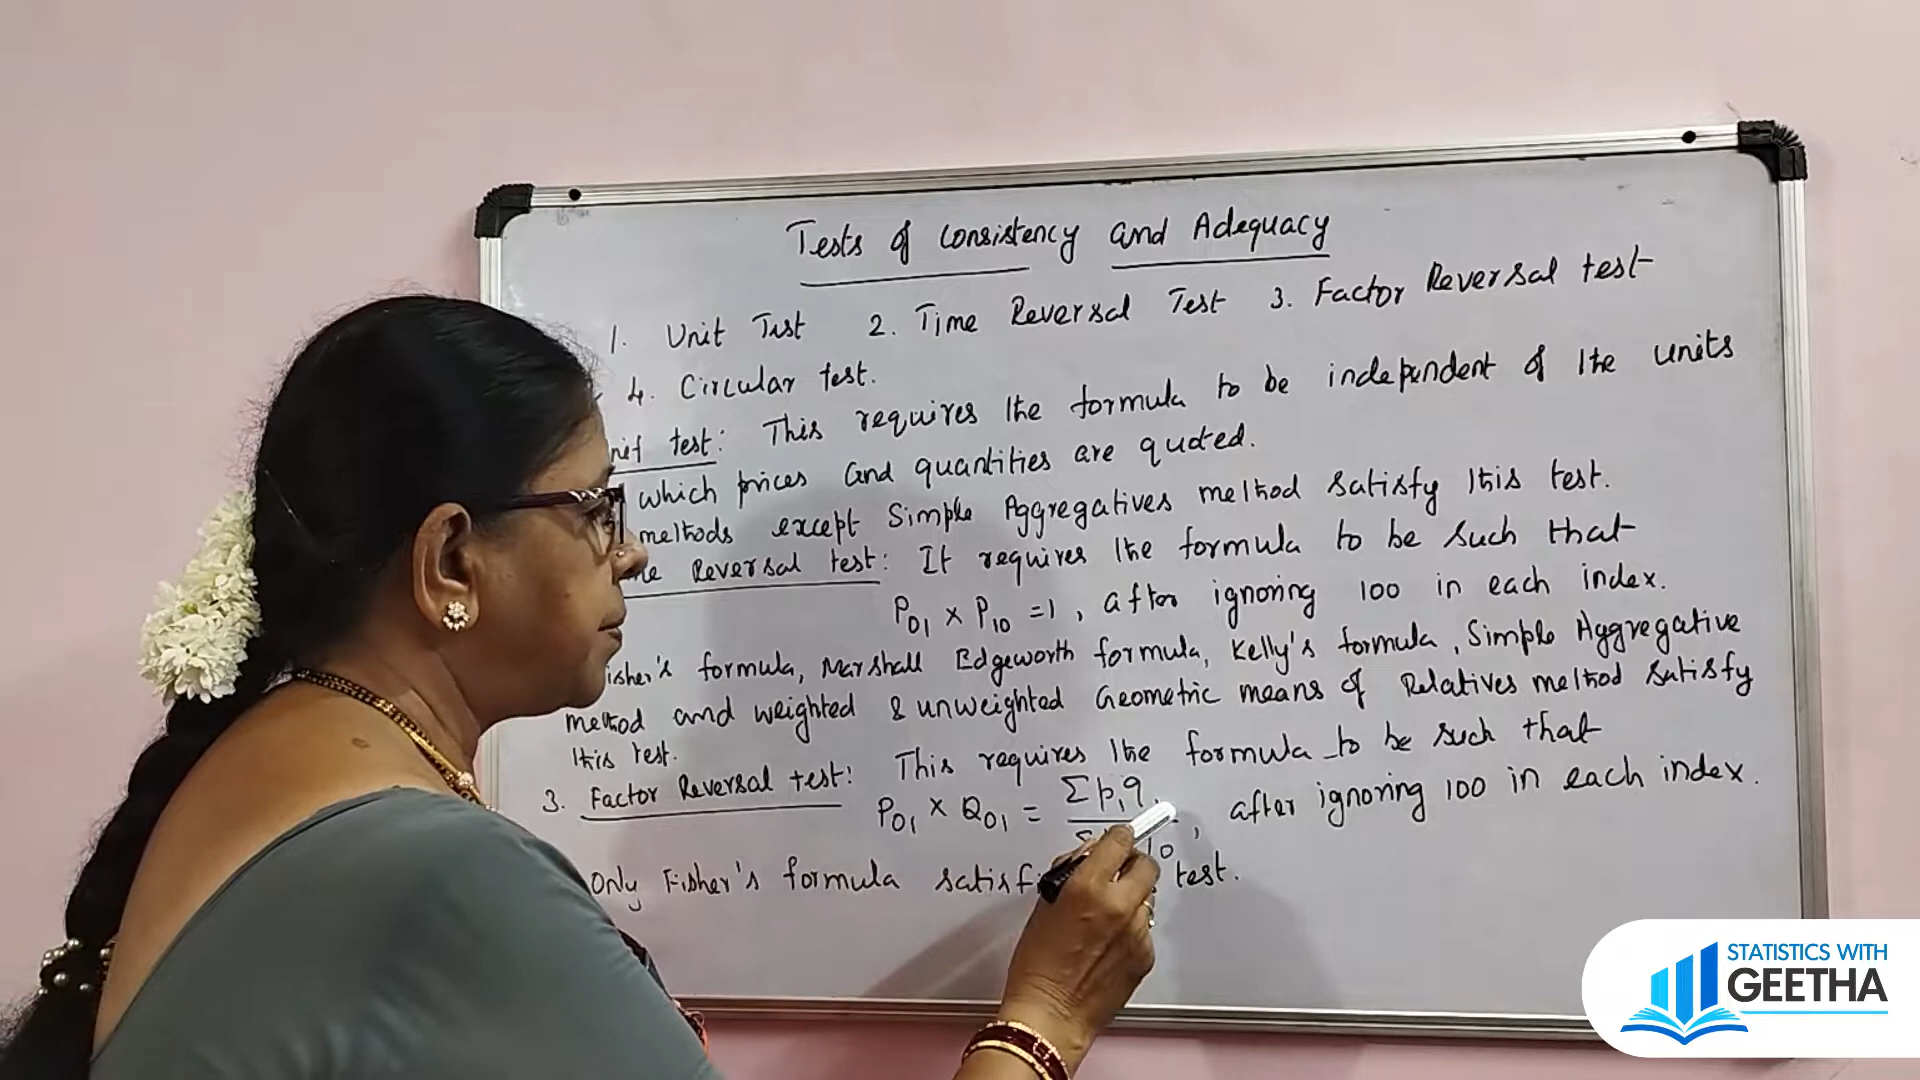 Tests of Consistency and Adequacy
1. Unit Test 2. Time Reversal Test 3. Factor Reversal test
4. Circular test.
nit test: This requires the formula to be independent of the units
which prices and quantities are quoted.
methods except Simple Aggregatives method satisfy this test.
me Reversal test: It requires the formula to be such that
P01 × P10 = 1, after ignoring 100 in each index.
isher's formula, Marshall Edgeworth formula, Kelly's formula, Simple Aggregative
method and weighted & unweighted Geometric means of Relatives method satisfy
this test.
3. Factor Reversal test: This requires the formula to be such that
P01 × Q01 = Σp1q1 , after ignoring 100 in each index.
Only Fisher's formula satisfi test.
STATISTICS WITH
GEETHA